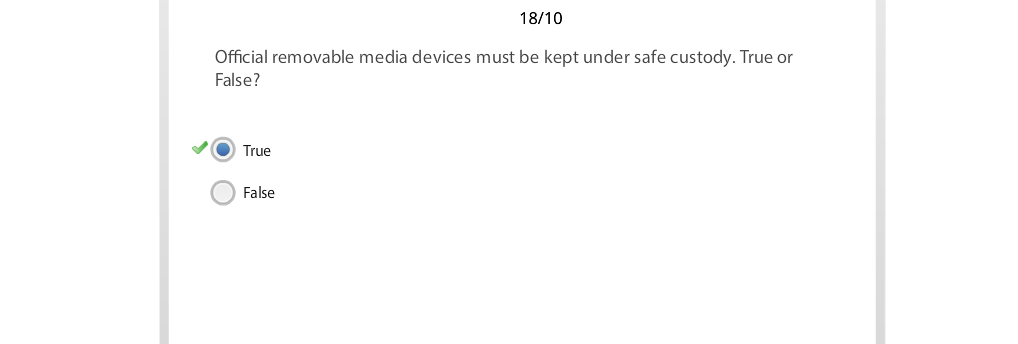 18/10
Official removable media devices must be kept under safe custody. True or
False?
True
False